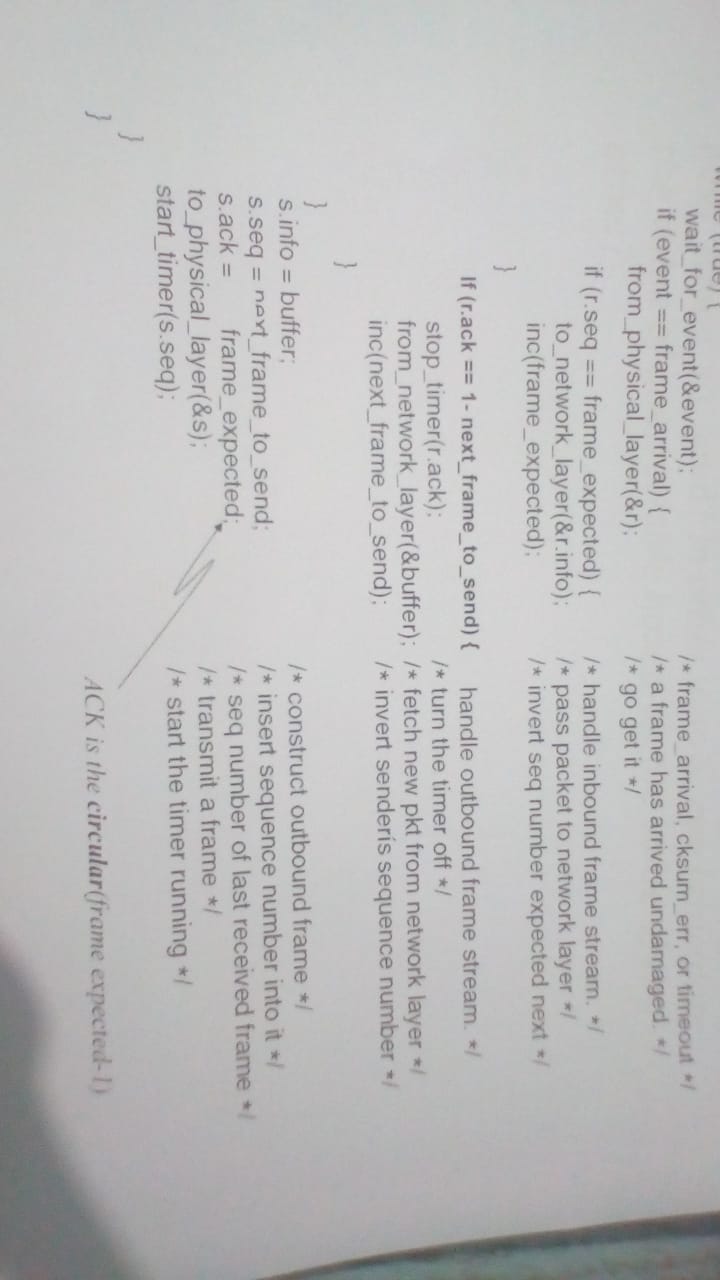 while (true) {
wait_for_event(&event); /* frame_arrival, cksum_err, or timeout */
if (event == frame_arrival) { /* a frame has arrived undamaged. */
from_physical_layer(&r); /* go get it */
if (r.seq == frame_expected) { /* handle inbound frame stream. */
to_network_layer(&r.info); /* pass packet to network layer */
inc(frame_expected); /* invert seq number expected next */
}
If (r.ack == 1- next_frame_to_send) { handle outbound frame stream. */
stop_timer(r.ack); /* turn the timer off */
from_network_layer(&buffer); /* fetch new pkt from network layer */
inc(next_frame_to_send); /* invert senderís sequence number */
}
}
s.info = buffer; /* construct outbound frame */
s.seq = next_frame_to_send; /* insert sequence number into it */
s.ack = frame_expected; /* seq number of last received frame */
to_physical_layer(&s); /* transmit a frame */
start_timer(s.seq); /* start the timer running */
}
}
ACK is the circular(frame expected-1)